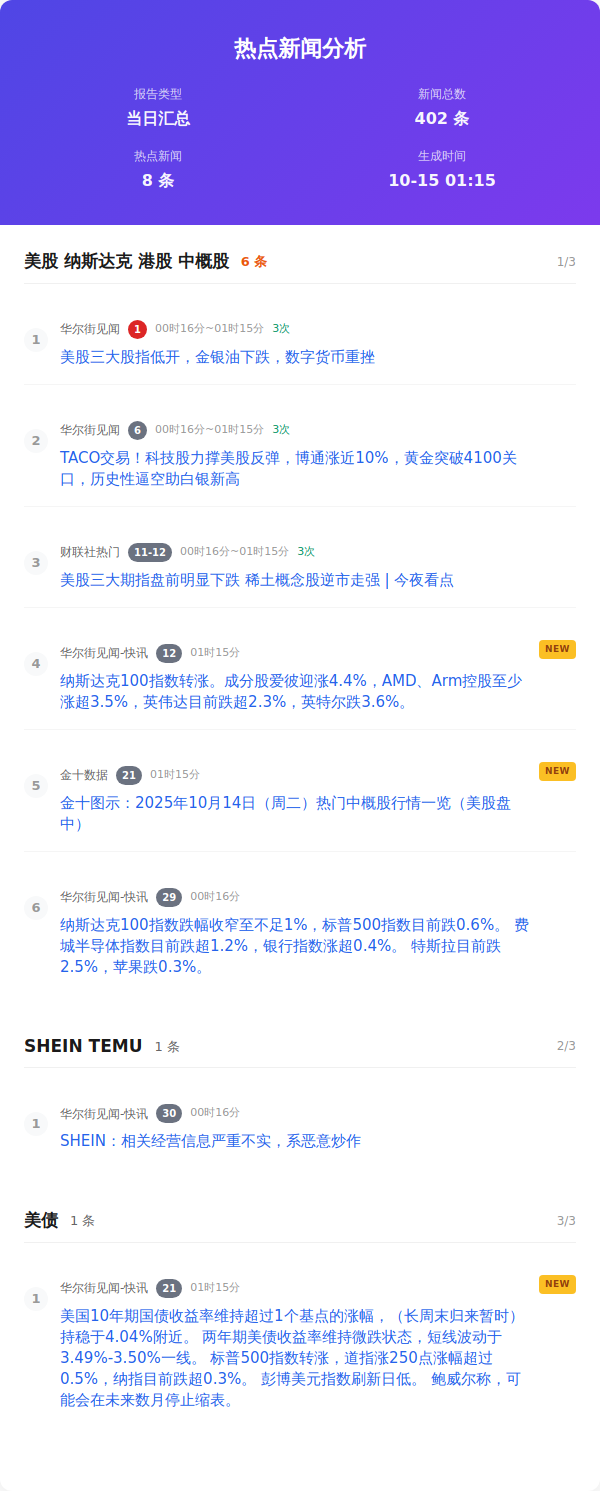 热点新闻分析
报告类型
新闻总数
当日汇总
402 条
热点新闻
生成时间
8 条
10-15 01:15
美股 纳斯达克 港股 中概股 6 条 1/3
1 华尔街见闻 1 00时16分~01时15分 3次
美股三大股指低开，金银油下跌，数字货币重挫
2 华尔街见闻 6 00时16分~01时15分 3次
TACO交易！科技股力撑美股反弹，博通涨近10%，黄金突破4100关
口，历史性逼空助白银新高
3 财联社热门 11-12 00时16分~01时15分 3次
美股三大期指盘前明显下跌 稀土概念股逆市走强 | 今夜看点
4 华尔街见闻-快讯 12 01时15分 NEW
纳斯达克100指数转涨。成分股爱彼迎涨4.4%，AMD、Arm控股至少
涨超3.5%，英伟达目前跌超2.3%，英特尔跌3.6%。
5 金十数据 21 01时15分 NEW
金十图示：2025年10月14日（周二）热门中概股行情一览（美股盘
中）
6 华尔街见闻-快讯 29 00时16分
纳斯达克100指数跌幅收窄至不足1%，标普500指数目前跌0.6%。 费
城半导体指数目前跌超1.2%，银行指数涨超0.4%。 特斯拉目前跌
2.5%，苹果跌0.3%。
SHEIN TEMU 1 条 2/3
1 华尔街见闻-快讯 30 00时16分
SHEIN：相关经营信息严重不实，系恶意炒作
美债 1 条 3/3
1 华尔街见闻-快讯 21 01时15分 NEW
美国10年期国债收益率维持超过1个基点的涨幅，（长周末归来暂时）
持稳于4.04%附近。 两年期美债收益率维持微跌状态，短线波动于
3.49%-3.50%一线。 标普500指数转涨，道指涨250点涨幅超过
0.5%，纳指目前跌超0.3%。 彭博美元指数刷新日低。 鲍威尔称，可
能会在未来数月停止缩表。